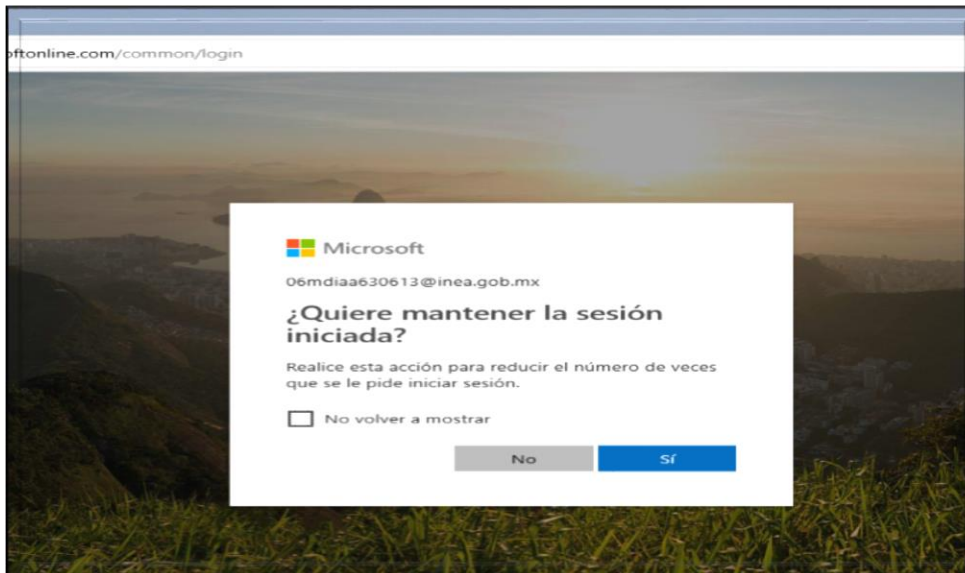 oftonline.com/common/login
Microsoft
06mdiaa630613@inea.gob.mx
¿Quiere mantener la sesión
iniciada?
Realice esta acción para reducir el número de veces
que se le pide iniciar sesión.
No volver a mostrar
No
Sí